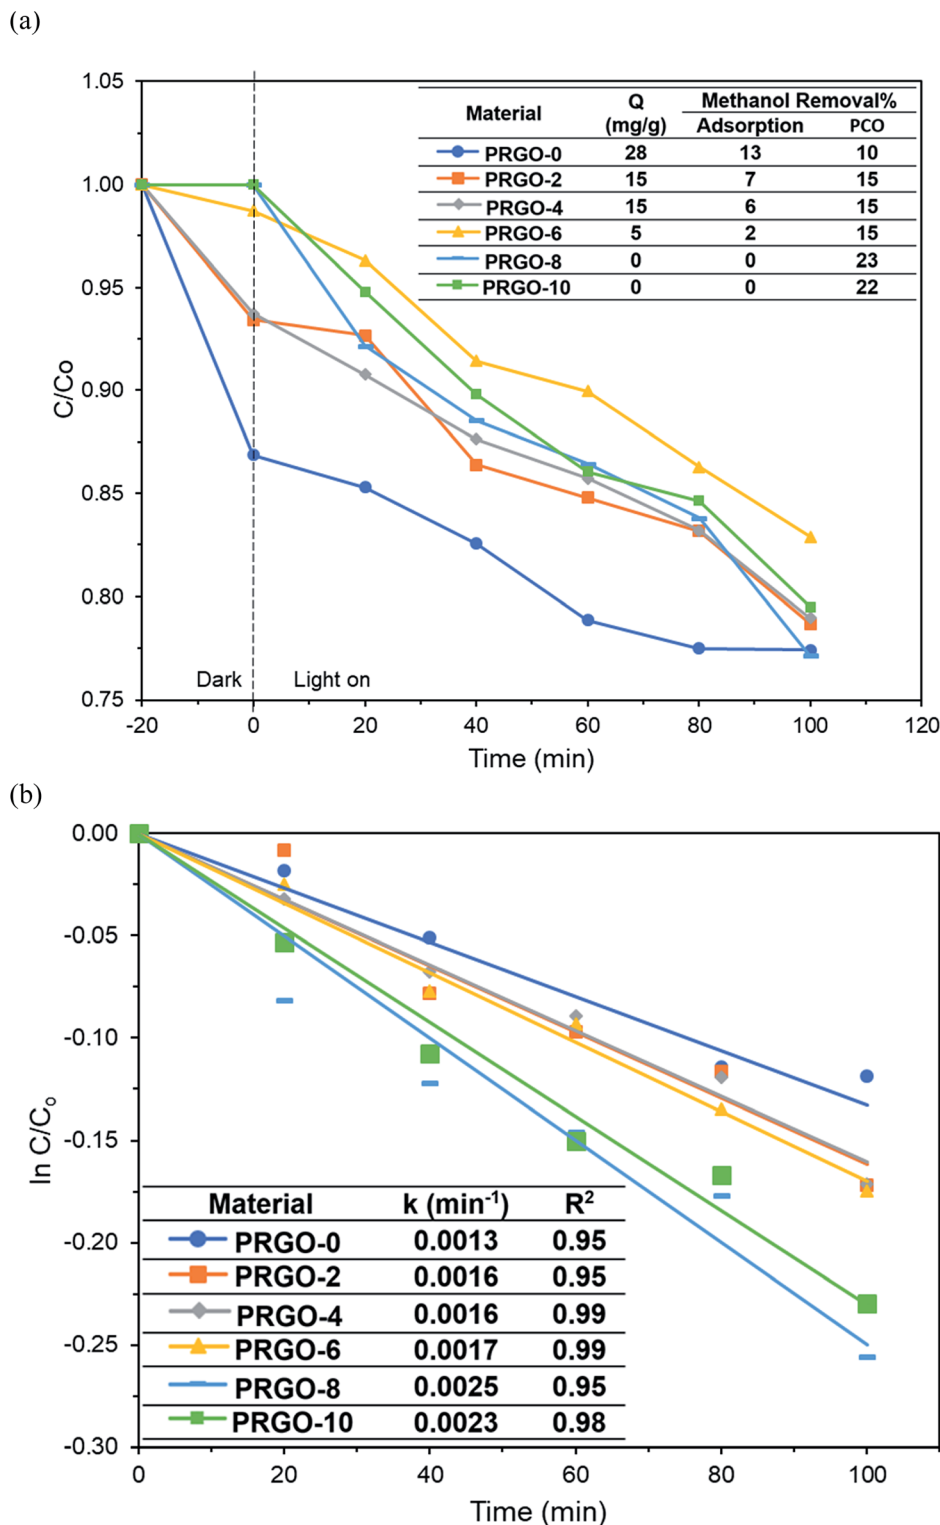 (a)
1.05
1.00
0.95
0.90
0.85
0.80
0.75
C/Co
Material Q (mg/g) Methanol Removal%
Adsorption PCO
PRGO-0 28 13 10
PRGO-2 15 7 15
PRGO-4 15 6 15
PRGO-6 5 2 15
PRGO-8 0 0 23
PRGO-10 0 0 22
Dark Light on
-20 0 20 40 60 80 100 120
Time (min)
(b)
0.00
-0.05
-0.10
-0.15
-0.20
-0.25
-0.30
ln C/C₀
Material k (min⁻¹) R²
PRGO-0 0.0013 0.95
PRGO-2 0.0016 0.95
PRGO-4 0.0016 0.99
PRGO-6 0.0017 0.99
PRGO-8 0.0025 0.95
PRGO-10 0.0023 0.98
0 20 40 60 80 100
Time (min)